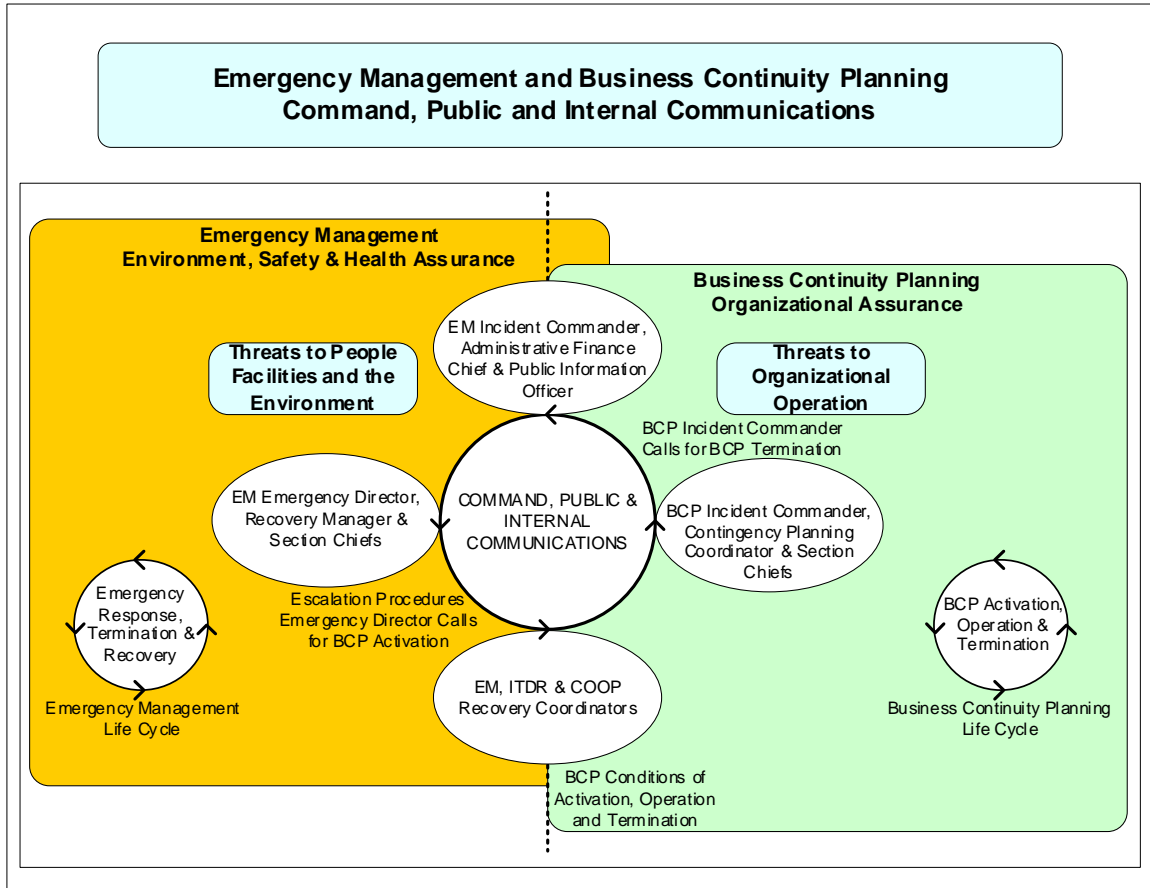 Emergency Management and Business Continuity Planning
Command, Public and Internal Communications
Emergency Management
Environment, Safety & Health Assurance
Business Continuity Planning
Organizational Assurance
EM Incident Commander,
Administrative Finance
Chief & Public Information
Officer
Threats to People
Facilities and the
Environment
Threats to
Organizational
Operation
BCP Incident Commander
Calls for BCP Termination
EM Emergency Director,
Recovery Manager &
Section Chiefs
COMMAND, PUBLIC &
INTERNAL
COMMUNICATIONS
BCP Incident Commander,
Contingency Planning
Coordinator & Section
Chiefs
Escalation Procedures
Emergency Director Calls
for BCP Activation
Emergency
Response,
Termination &
Recovery
BCP Activation,
Operation &
Termination
EM, ITDR & COOP
Recovery Coordinators
Emergency Management
Life Cycle
Business Continuity Planning
Life Cycle
BCP Conditions of
Activation, Operation
and Termination